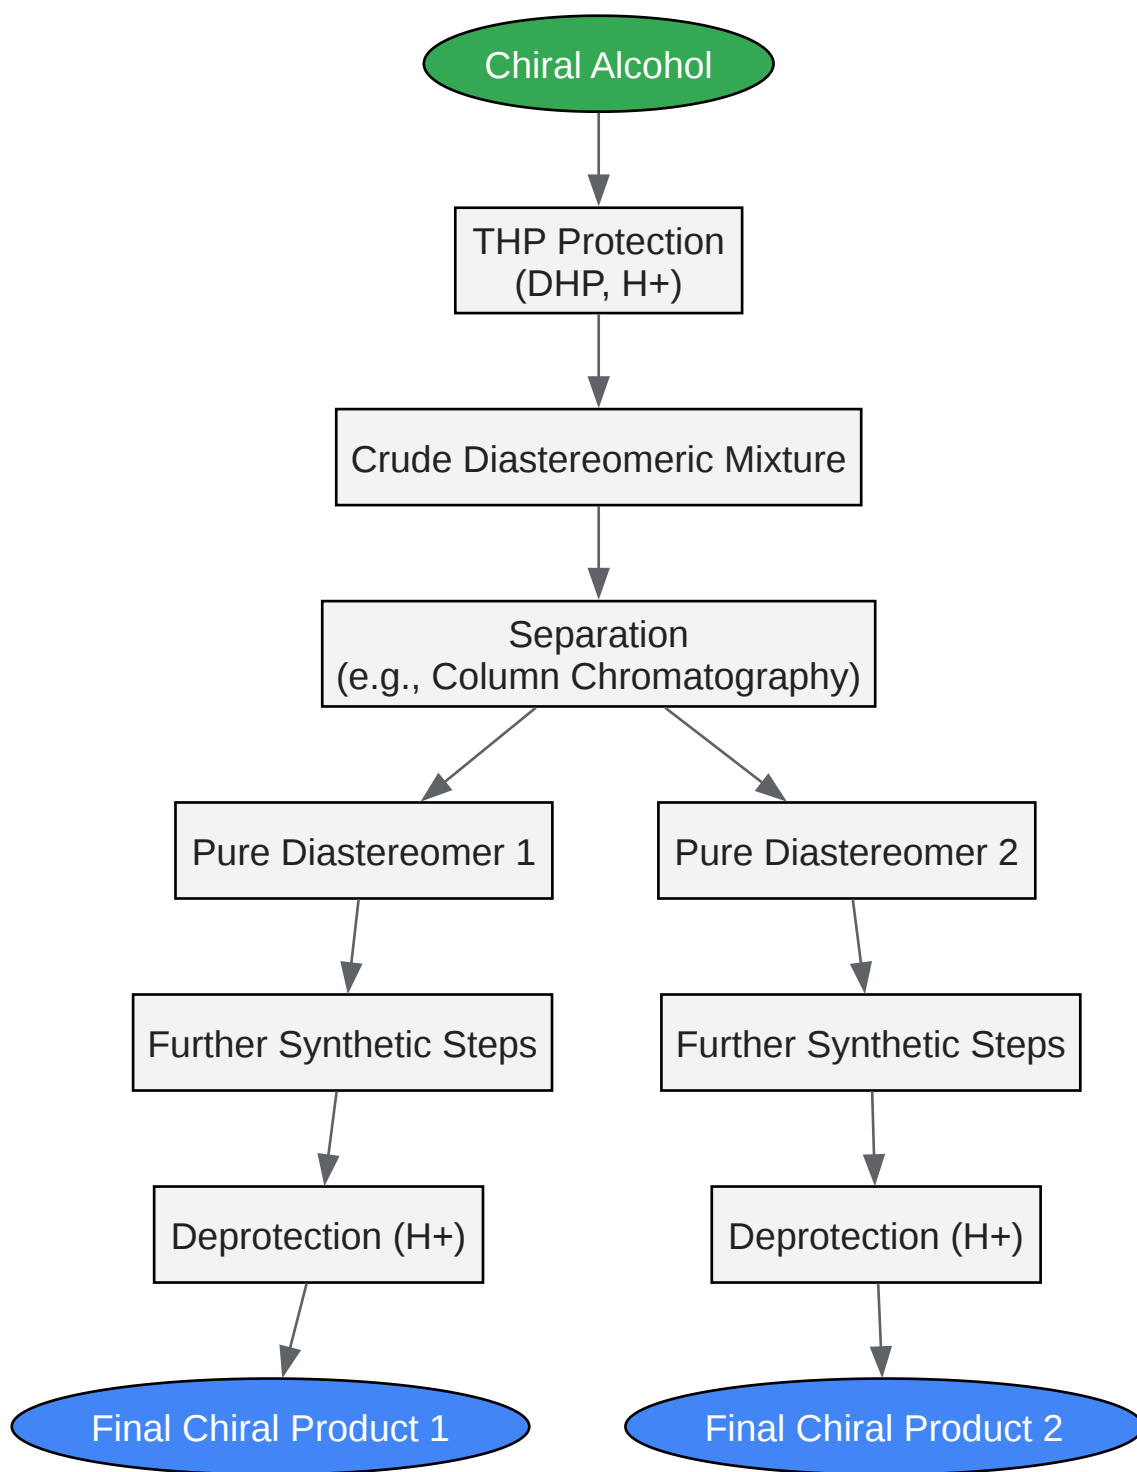 Chiral Alcohol
THP Protection
(DHP, H+)
Crude Diastereomeric Mixture
Separation
(e.g., Column Chromatography)
Pure Diastereomer 1
Pure Diastereomer 2
Further Synthetic Steps
Further Synthetic Steps
Deprotection (H+)
Deprotection (H+)
Final Chiral Product 1
Final Chiral Product 2